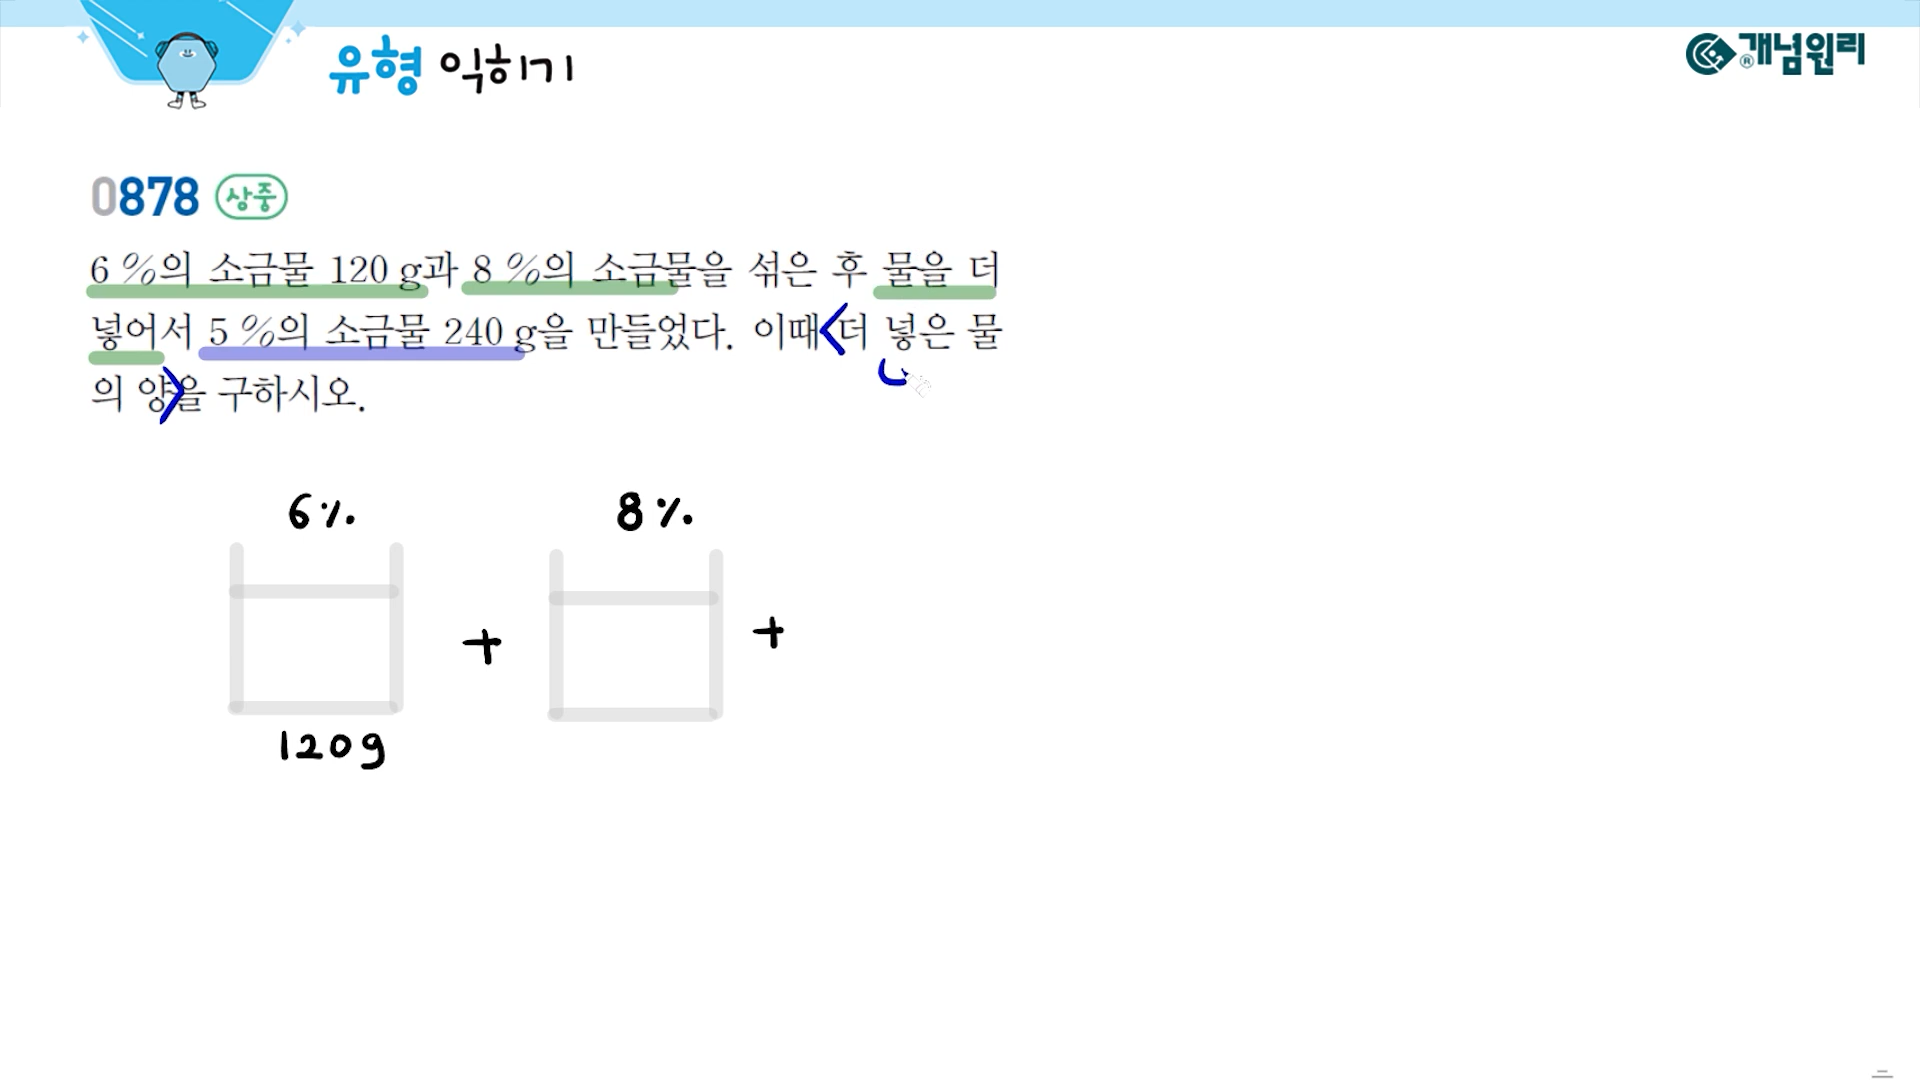 유형 익히기
개념원리
0878 상중
6 %의 소금물 120 g과 8 %의 소금물을 섞은 후 물을 더
넣어서 5 %의 소금물 240 g을 만들었다. 이때 더 넣은 물
의 양을 구하시오.
6%. 8%.
+ +
120g